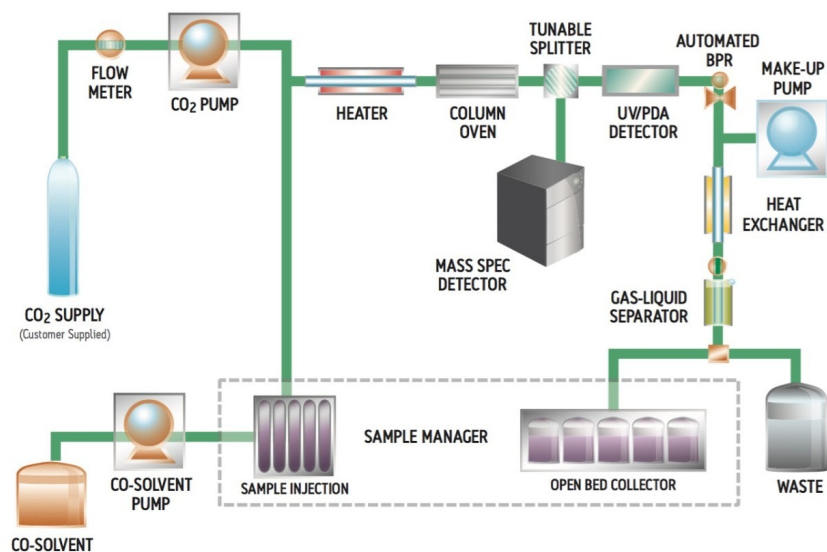 TUNABLE
SPLITTER
AUTOMATED
BPR
MAKE-UP
PUMP
FLOW
METER
CO₂ PUMP
HEATER
COLUMN
OVEN
UV/PDA
DETECTOR
HEAT
EXCHANGER
MASS SPEC
DETECTOR
GAS-LIQUID
SEPARATOR
CO₂ SUPPLY
(Customer Supplied)
SAMPLE MANAGER
CO-SOLVENT
PUMP
SAMPLE INJECTION
OPEN BED COLLECTOR
WASTE
CO-SOLVENT